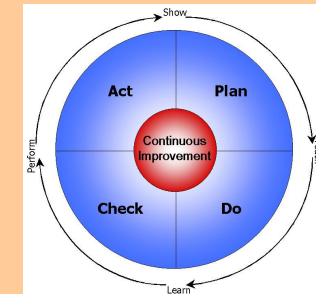 Show
Act
Plan
Continuous
Improvement
Perform
Check
Do
Learn